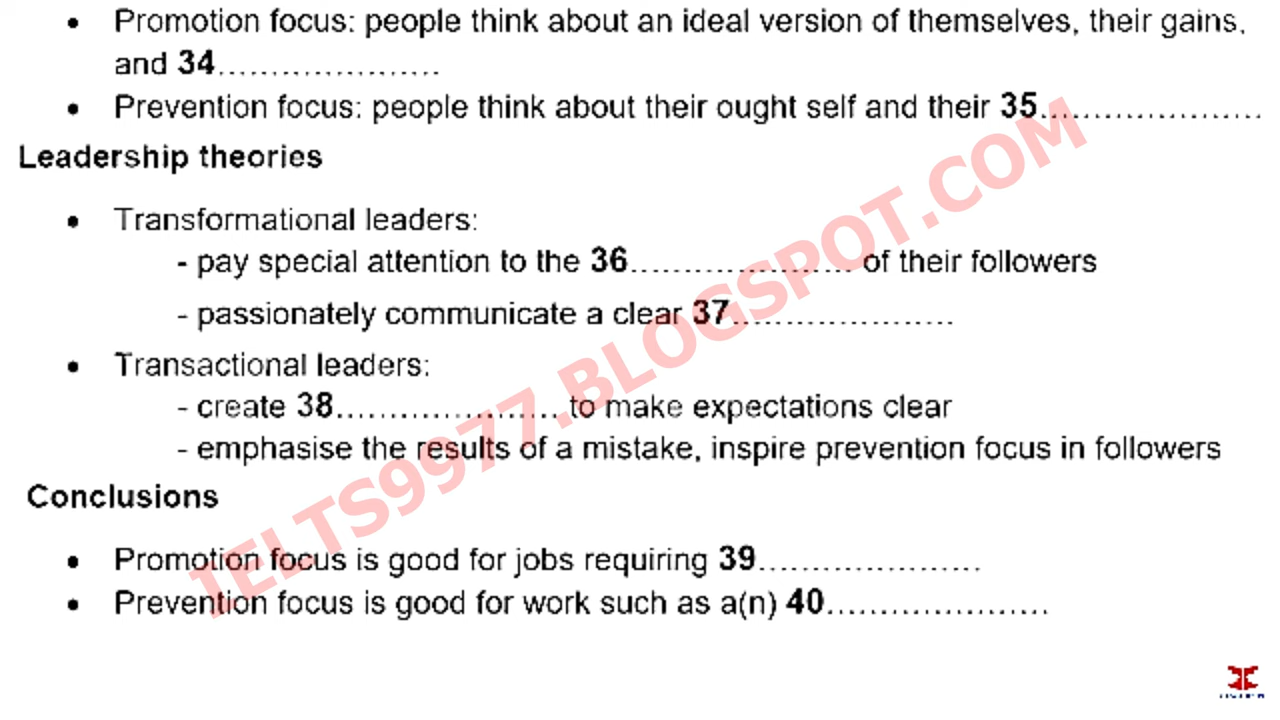 • Promotion focus: people think about an ideal version of themselves, their gains,
and 34.....................
• Prevention focus: people think about their ought self and their 35.....................
Leadership theories
• Transformational leaders:
- pay special attention to the 36..................... of their followers
- passionately communicate a clear 37.....................
• Transactional leaders:
- create 38..................... to make expectations clear
- emphasise the results of a mistake, inspire prevention focus in followers
Conclusions
• Promotion focus is good for jobs requiring 39.....................
• Prevention focus is good for work such as a(n) 40.....................
IELTS9977.BLOGSPOT.COM